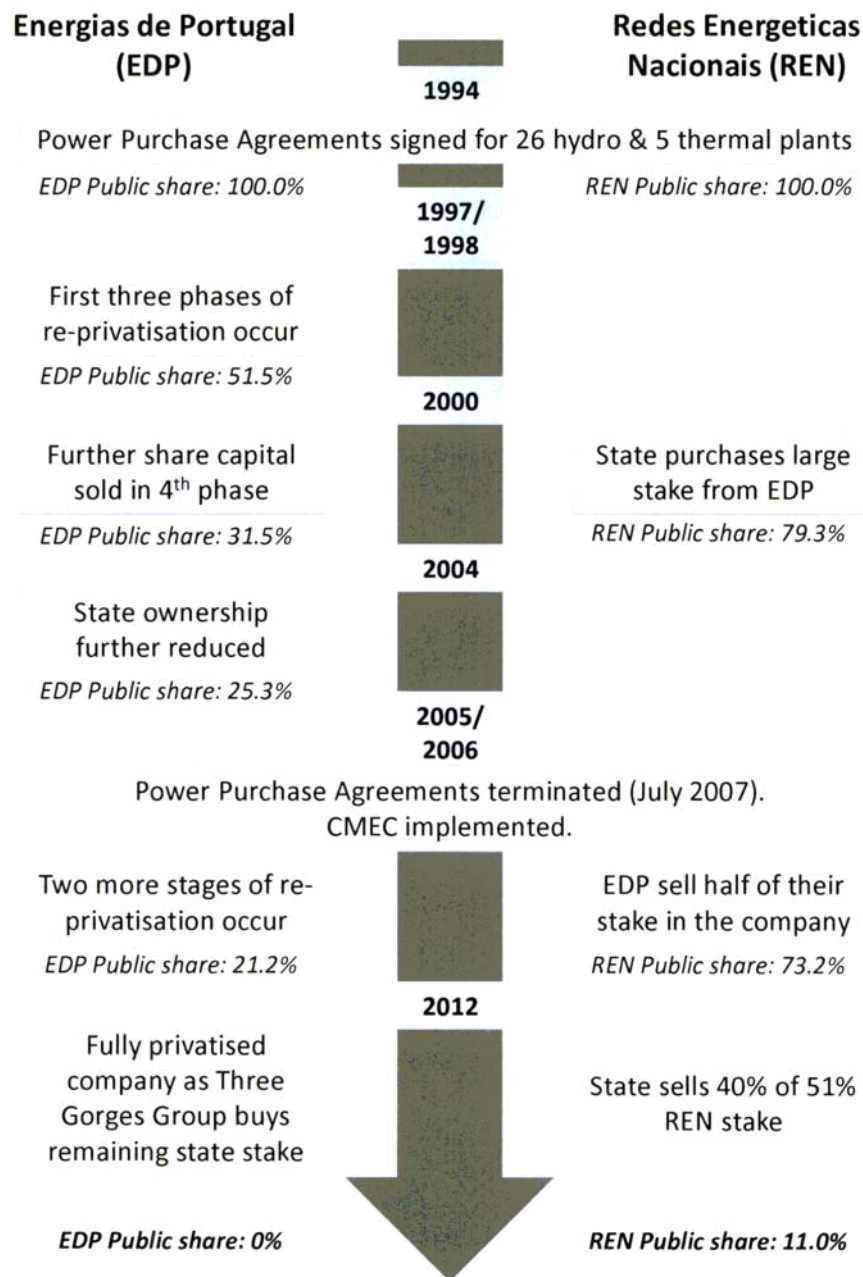 Energias de Portugal
(EDP)
Redes Energeticas
Nacionais (REN)
1994
Power Purchase Agreements signed for 26 hydro & 5 thermal plants
EDP Public share: 100.0%
REN Public share: 100.0%
1997/
1998
First three phases of
re-privatisation occur
EDP Public share: 51.5%
2000
Further share capital
sold in 4th phase
EDP Public share: 31.5%
State purchases large
stake from EDP
REN Public share: 79.3%
2004
State ownership
further reduced
EDP Public share: 25.3%
2005/
2006
Power Purchase Agreements terminated (July 2007).
CMEC implemented.
Two more stages of re-
privatisation occur
EDP Public share: 21.2%
EDP sell half of their
stake in the company
REN Public share: 73.2%
2012
Fully privatised
company as Three
Gorges Group buys
remaining state stake
State sells 40% of 51%
REN stake
EDP Public share: 0%
REN Public share: 11.0%